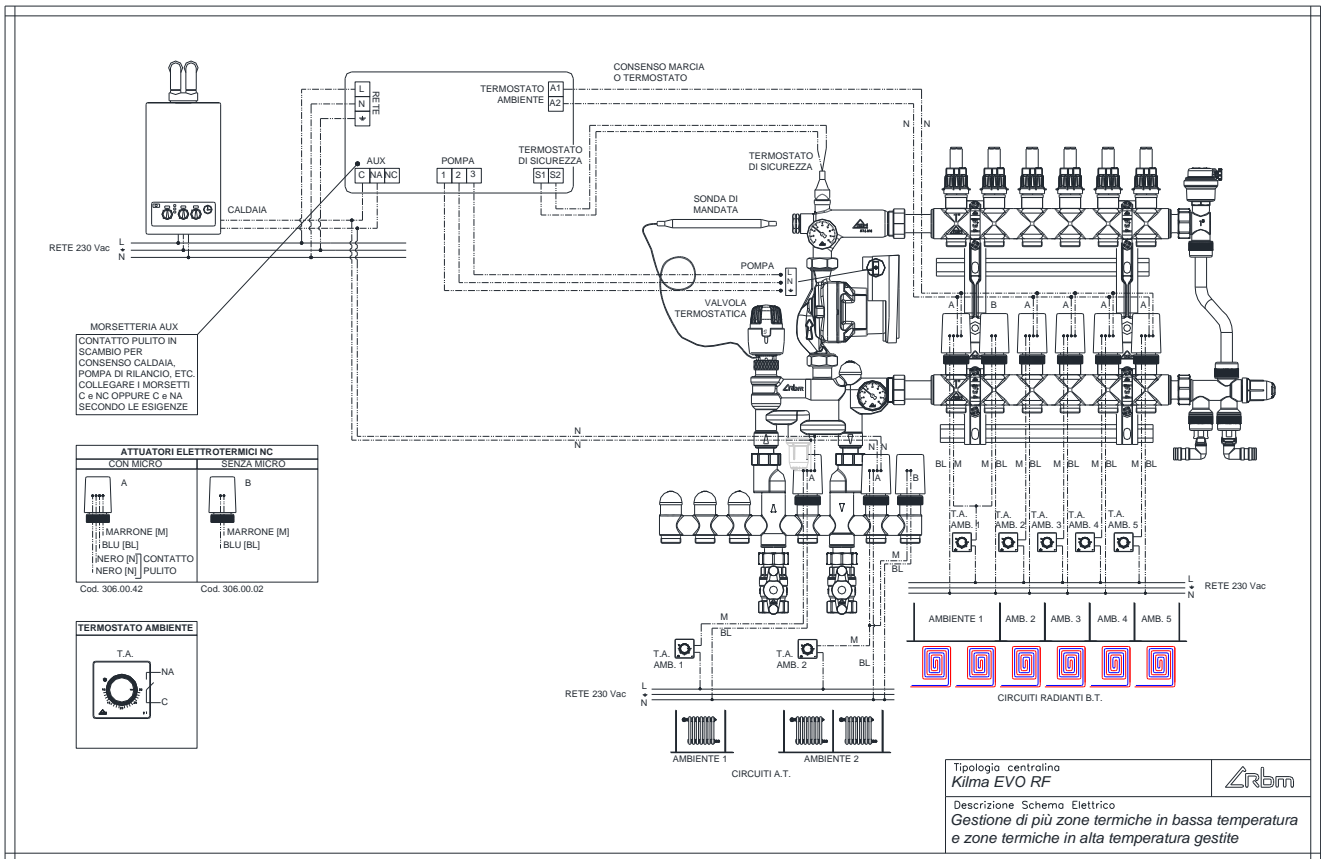 CONSENSO MARCIA
O TERMOSTATO
L
N
RETE
TERMOSTATO
AMBIENTE
A1
A2
N N
AUX
C NA NC
POMPA
1 2 3
TERMOSTATO
DI SICUREZZA
S1 S2
TERMOSTATO
DI SICUREZZA
SONDA DI
MANDATA
CALDAIA
RETE 230 Vac
L
N
POMPA
L
N
VALVOLA
TERMOSTATICA
A B A A A A
MORSETTERIA AUX
CONTATTO PULITO IN
SCAMBIO PER
CONSENSO CALDAIA,
POMPA DI RILANCIO, ETC.
COLLEGARE I MORSETTI
C e NC OPPURE C e NA
SECONDO LE ESIGENZE
rbm
N
N
N N
A A B
BL M M BL M BL M BL M BL M BL
ATTUATORI ELETTROTERMICI NC
CON MICRO SENZA MICRO
A B
MARRONE [M] MARRONE [M]
BLU [BL] BLU [BL]
NERO [N] CONTATTO
NERO [N] PULITO
Cod. 306.00.42 Cod. 306.00.02
T.A.
AMB. 1
T.A.
AMB. 2
T.A.
AMB. 3
T.A.
AMB. 4
T.A.
AMB. 5
M
BL
L
N
RETE 230 Vac
AMBIENTE 1 AMB. 2 AMB. 3 AMB. 4 AMB. 5
CIRCUITI RADIANTI B.T.
TERMOSTATO AMBIENTE
T.A.
NA
C
M
BL
T.A.
AMB. 1
T.A.
AMB. 2
M
BL
RETE 230 Vac
L
N
AMBIENTE 1 AMBIENTE 2
CIRCUITI A.T.
Tipologia centralina
Kilma EVO RF
rbm
Descrizione Schema Elettrico
Gestione di più zone termiche in bassa temperatura
e zone termiche in alta temperatura gestite